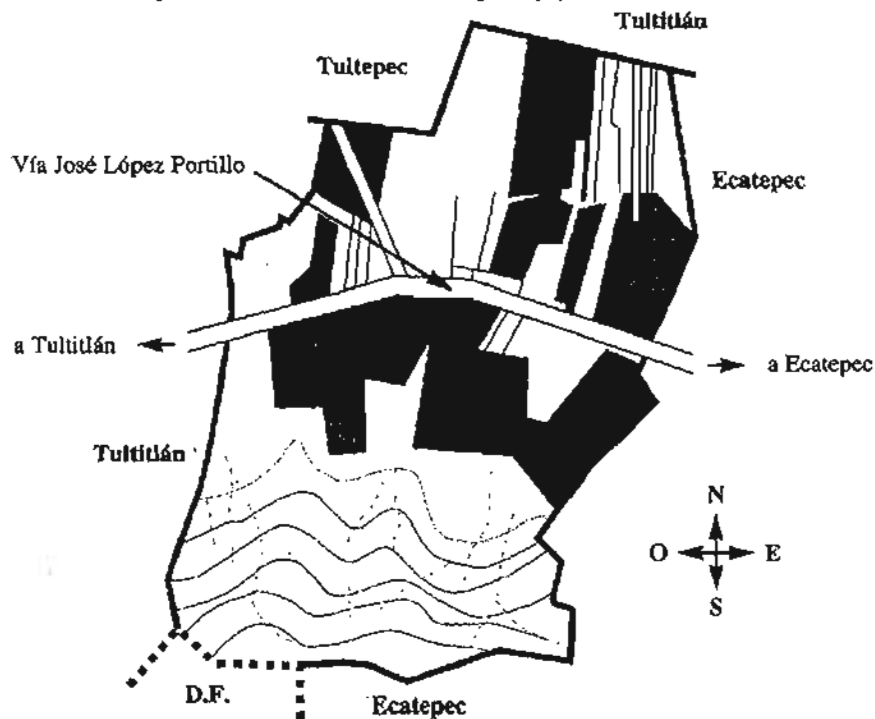 Tultitlán
Tultepec
Vía José López Portillo
Ecatepec
a Tultitlán
a Ecatepec
Tultitlán
N
O E
S
D.F.
Ecatepec